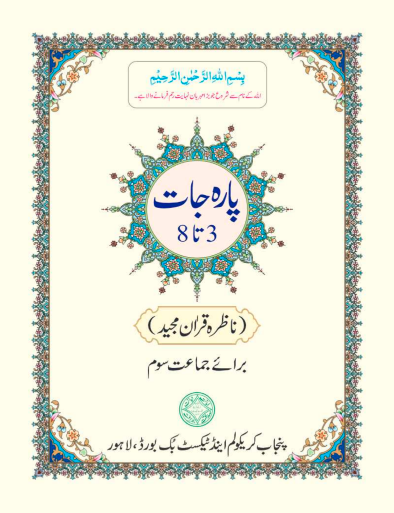 بِسْمِ اللّٰهِ الرَّحْمٰنِ الرَّحِيْمِ
اللہ کے نام سے شروع جو بڑا مہربان نہایت رحم فرمانے والا ہے۔
پارہ جات
3 تا 8
(ناظرہ قرآن مجید)
برائے جماعت سوم
پنجاب کریکولم اینڈ ٹیکسٹ بک بورڈ، لاہور